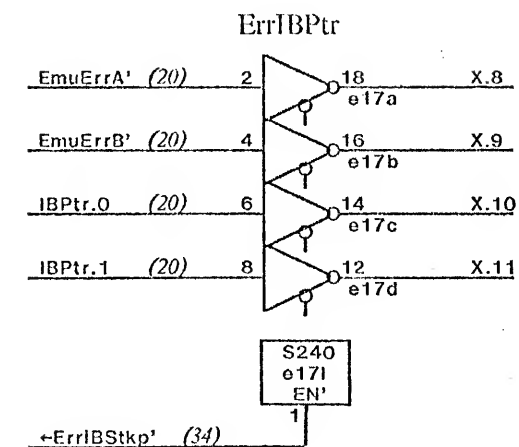 ErrIBPtr
EmuErrA' (20) 2 18 X.8
e17a
EmuErrB' (20) 4 16 X.9
e17b
IBPtr.0 (20) 6 14 X.10
e17c
IBPtr.1 (20) 8 12 X.11
e17d
S240
e17l
EN'
1
←ErrIBStkp' (34)